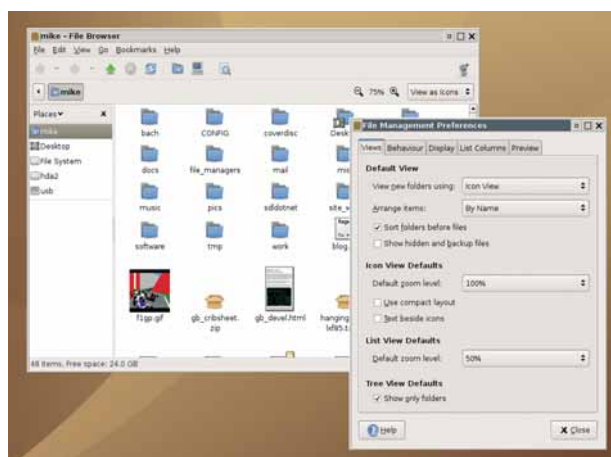 mike - File Browser
File Edit View Go Bookmarks Help
mike
75%
View as Icons
Places
mike
Desktop
File System
hda2
usb
bach
CONFIG
coverdisc
Desk
docs
file_managers
mail
music
pics
sdldotnet
site_w
software
tmp
work
blog.
f1gp.gif
gb_cribsheet.
zip
gb_devel.html
hanging
lxf85.t
48 items, Free space: 24.0 GB
File Management Preferences
Views Behaviour Display List Columns Preview
Default View
View new folders using: Icon View
Arrange items: By Name
Sort folders before files
Show hidden and backup files
Icon View Defaults
Default zoom level: 100%
Use compact layout
Text beside icons
List View Defaults
Default zoom level: 50%
Tree View Defaults
Show only folders
Help
Close